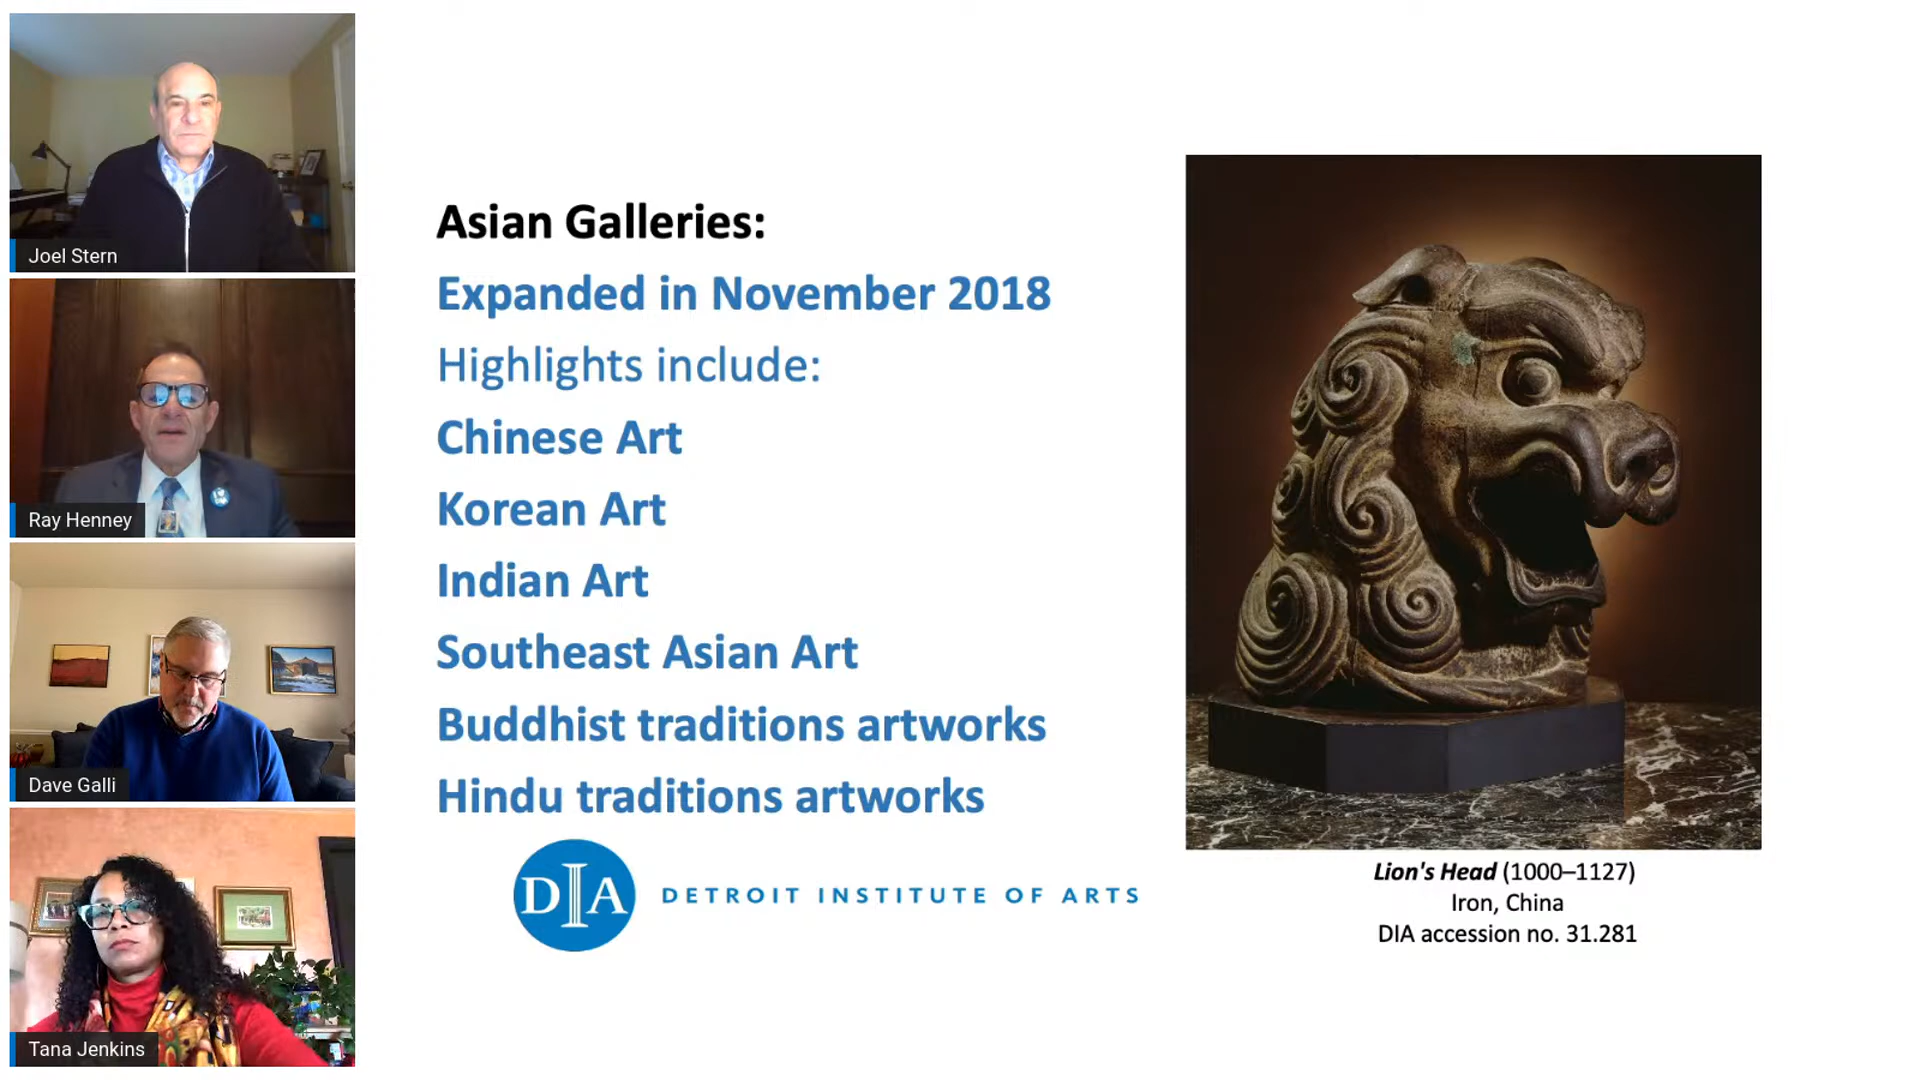 Joel Stern
Ray Henney
Dave Galli
Tana Jenkins
Asian Galleries:
Expanded in November 2018
Highlights include:
Chinese Art
Korean Art
Indian Art
Southeast Asian Art
Buddhist traditions artworks
Hindu traditions artworks
DIA DETROIT INSTITUTE OF ARTS
Lion's Head (1000–1127)
Iron, China
DIA accession no. 31.281